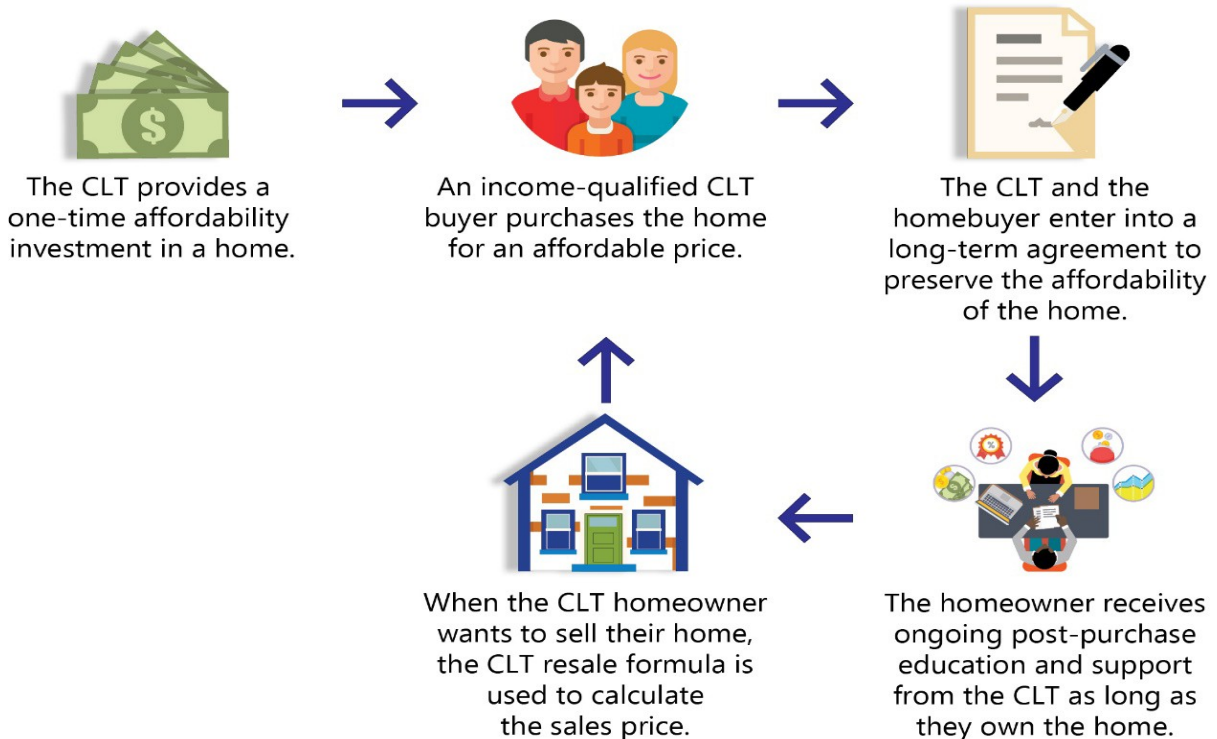 The CLT provides a
one-time affordability
investment in a home.
An income-qualified CLT
buyer purchases the home
for an affordable price.
The CLT and the
homebuyer enter into a
long-term agreement to
preserve the affordability
of the home.
The homeowner receives
ongoing post-purchase
education and support
from the CLT as long as
they own the home.
When the CLT homeowner
wants to sell their home,
the CLT resale formula is
used to calculate
the sales price.